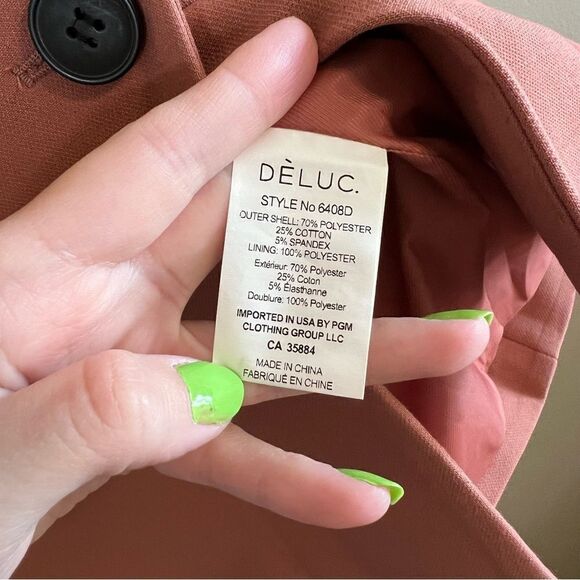 DÈLUC.
STYLE No 6408D
OUTER SHELL: 70% POLYESTER
25% COTTON
5% SPANDEX
LINING: 100% POLYESTER
Extérieur: 70% Polyester
25% Coton
5% Élasthanne
Doublure: 100% Polyester
IMPORTED IN USA BY PGM
CLOTHING GROUP LLC
CA 35884
MADE IN CHINA
FABRIQUÉ EN CHINE